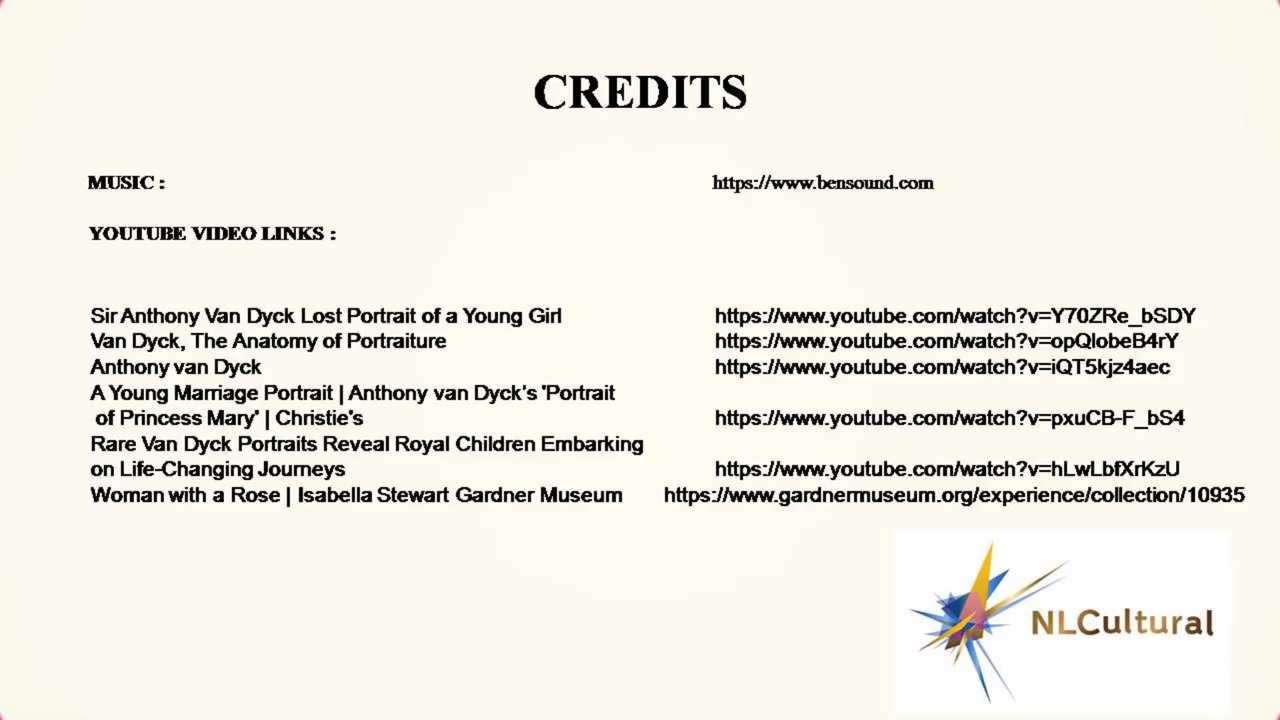 CREDITS
MUSIC : https://www.bensound.com
YOUTUBE VIDEO LINKS :
Sir Anthony Van Dyck Lost Portrait of a Young Girl https://www.youtube.com/watch?v=Y70ZRe_bSDY
Van Dyck, The Anatomy of Portraiture https://www.youtube.com/watch?v=opQlobeB4rY
Anthony van Dyck https://www.youtube.com/watch?v=iQT5kjz4aec
A Young Marriage Portrait | Anthony van Dyck's 'Portrait
of Princess Mary' | Christie's https://www.youtube.com/watch?v=pxuCB-F_bS4
Rare Van Dyck Portraits Reveal Royal Children Embarking
on Life-Changing Journeys https://www.youtube.com/watch?v=hLwLbfXrKzU
Woman with a Rose | Isabella Stewart Gardner Museum https://www.gardnermuseum.org/experience/collection/10935
NLCultural